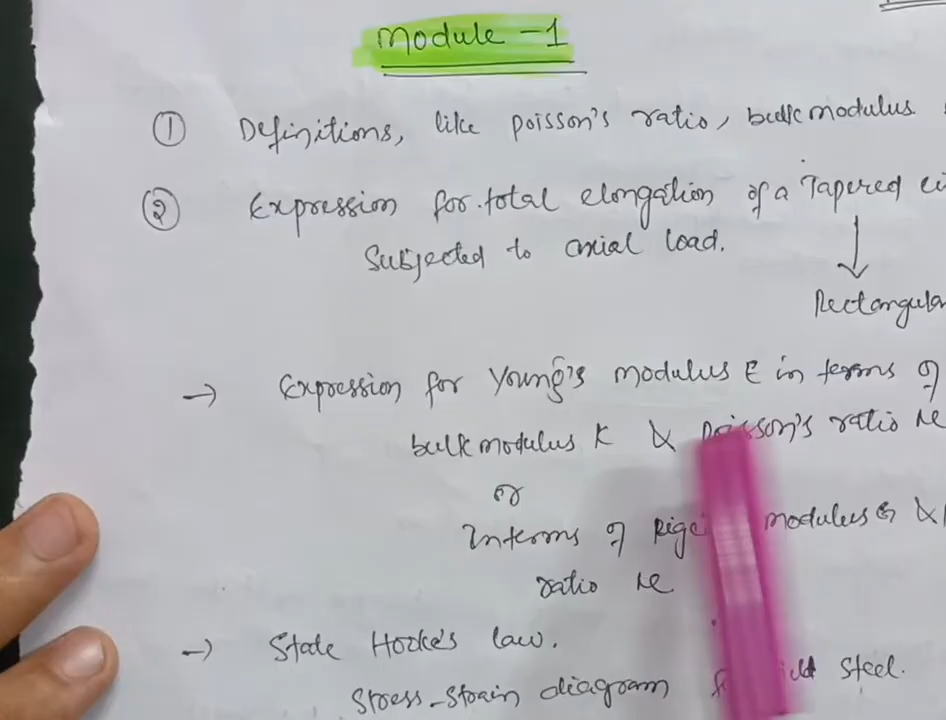 Module - 1
① Definitions, like poisson's ratio, bulk modulus
② Expression for total elongation of a Tapered
Subjected to axial load.
Rectangular
→ Expression for Young's modulus E in terms of
bulk modulus K & poisson's ratio μ
or
Interms of modulus G &
ratio μ
→ State Hooke's law.
Stress-Strain diagram steel.